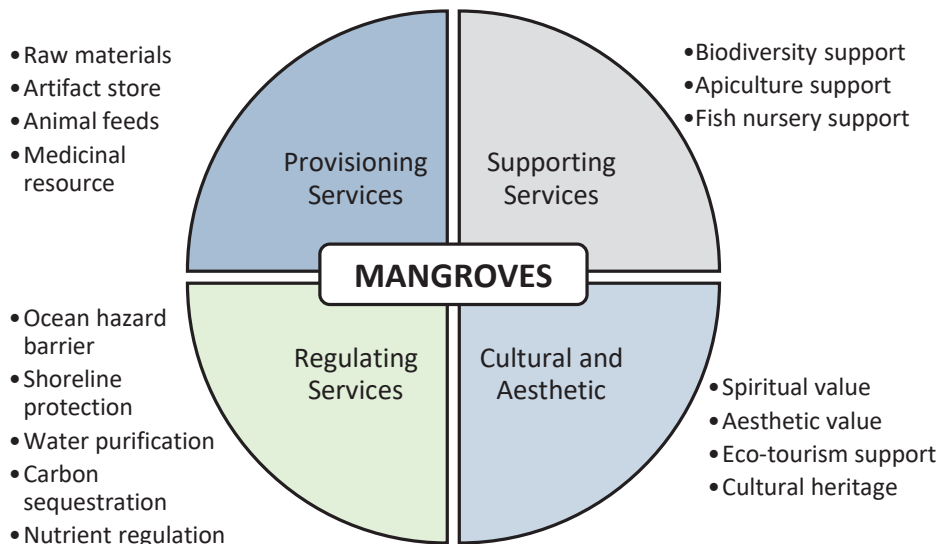 •Raw materials
•Artifact store
•Animal feeds
•Medicinal
resource
Provisioning
Services
•Biodiversity support
•Apiculture support
•Fish nursery support
Supporting
Services
MANGROVES
•Ocean hazard
barrier
•Shoreline
protection
•Water purification
•Carbon
sequestration
•Nutrient regulation
Regulating
Services
Cultural and
Aesthetic
•Spiritual value
•Aesthetic value
•Eco-tourism support
•Cultural heritage